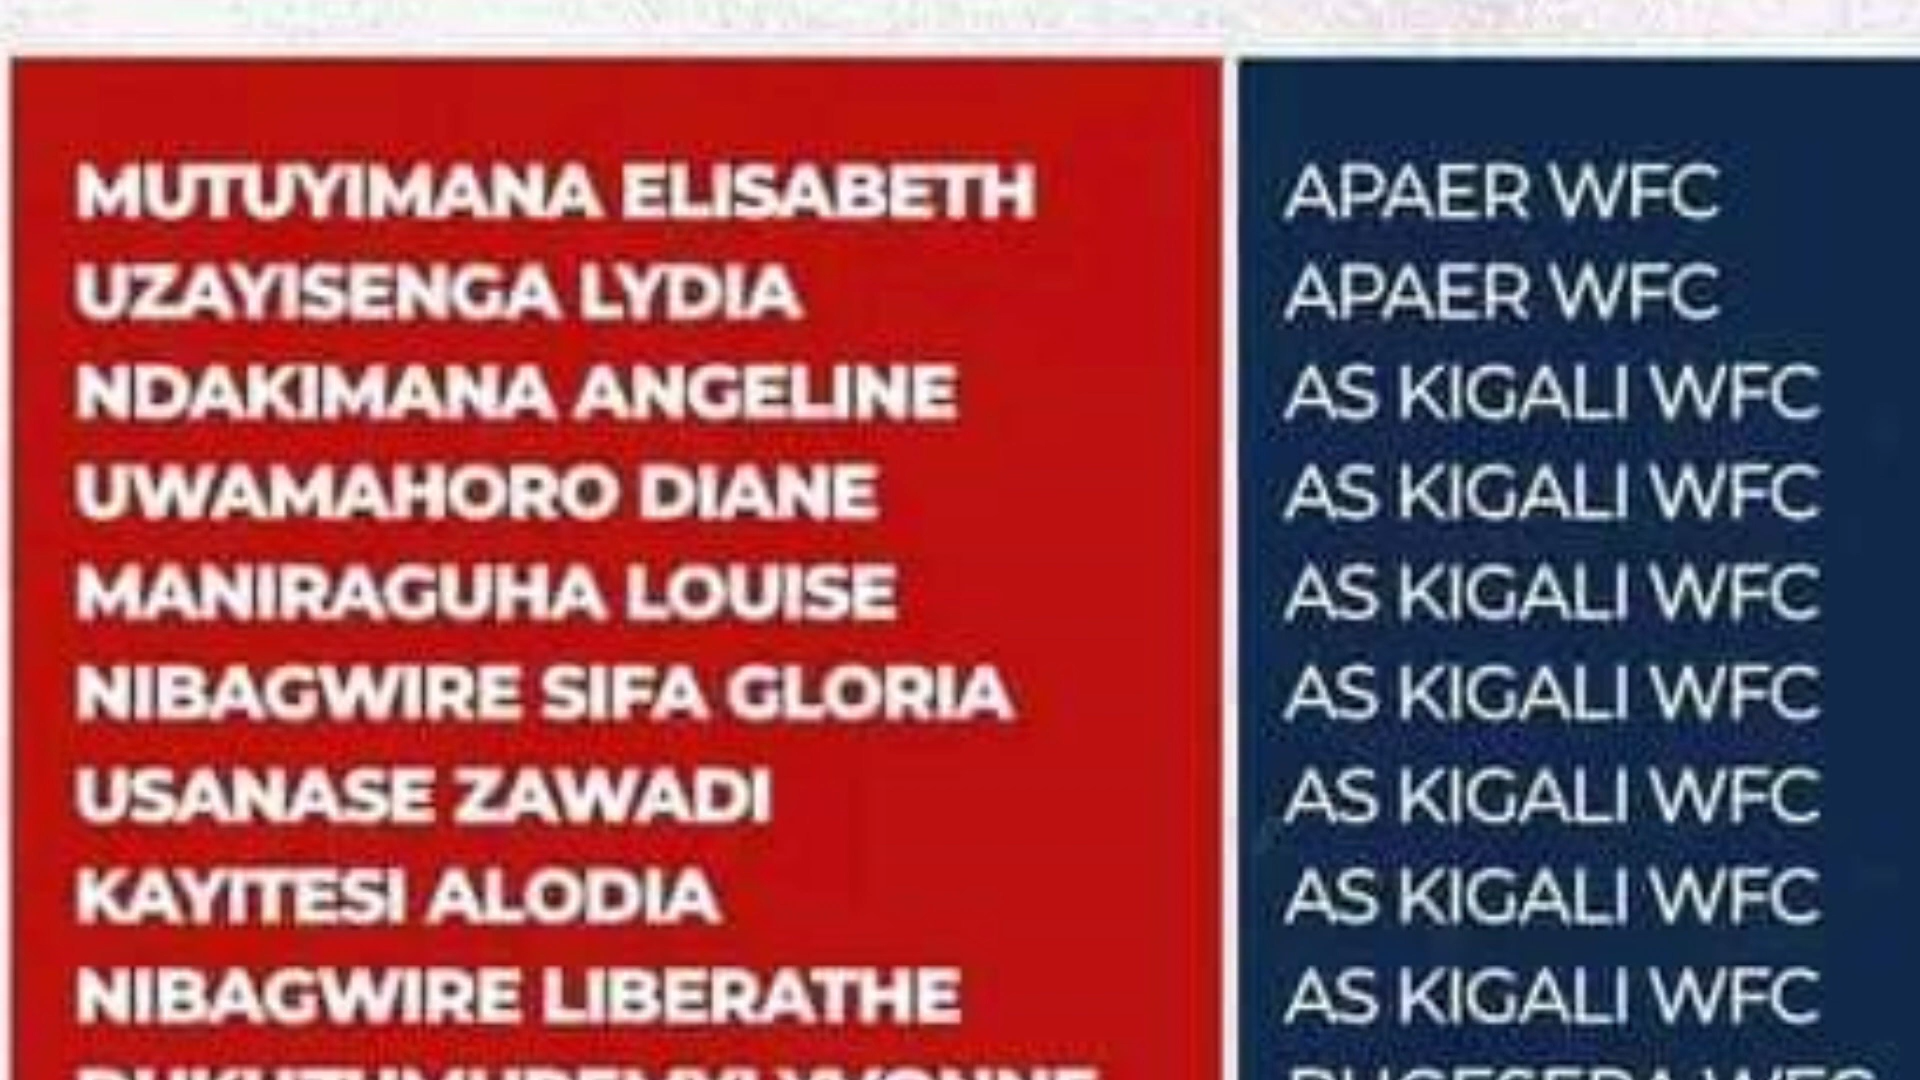 MUTUYIMANA ELISABETH APAER WFC
UZAYISENGA LYDIA APAER WFC
NDAKIMANA ANGELINE AS KIGALI WFC
UWAMAHORO DIANE AS KIGALI WFC
MANIRAGUHA LOUISE AS KIGALI WFC
NIBAGWIRE SIFA GLORIA AS KIGALI WFC
USANASE ZAWADI AS KIGALI WFC
KAYITESI ALODIA AS KIGALI WFC
NIBAGWIRE LIBERATHE AS KIGALI WFC